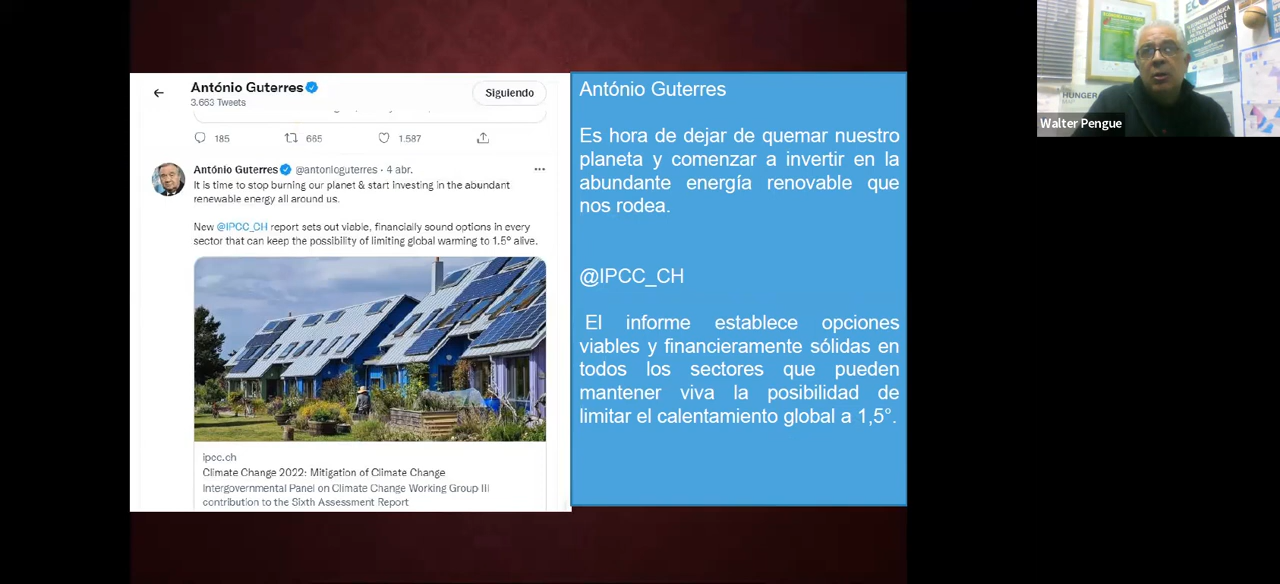 António Guterres
3.663 Tweets
Siguiendo
185
665
1.587
António Guterres @antonioguterres · 4 abr.
It is time to stop burning our planet & start investing in the abundant
renewable energy all around us.
New @IPCC_CH report sets out viable, financially sound options in every
sector that can keep the possibility of limiting global warming to 1.5° alive.
ipcc.ch
Climate Change 2022: Mitigation of Climate Change
Intergovernmental Panel on Climate Change Working Group III
contribution to the Sixth Assessment Report
António Guterres
Es hora de dejar de quemar nuestro
planeta y comenzar a invertir en la
abundante energía renovable que
nos rodea.
@IPCC_CH
El informe establece opciones
viables y financieramente sólidas en
todos los sectores que pueden
mantener viva la posibilidad de
limitar el calentamiento global a 1,5°.
HUNGER
MAP
Walter Pengue